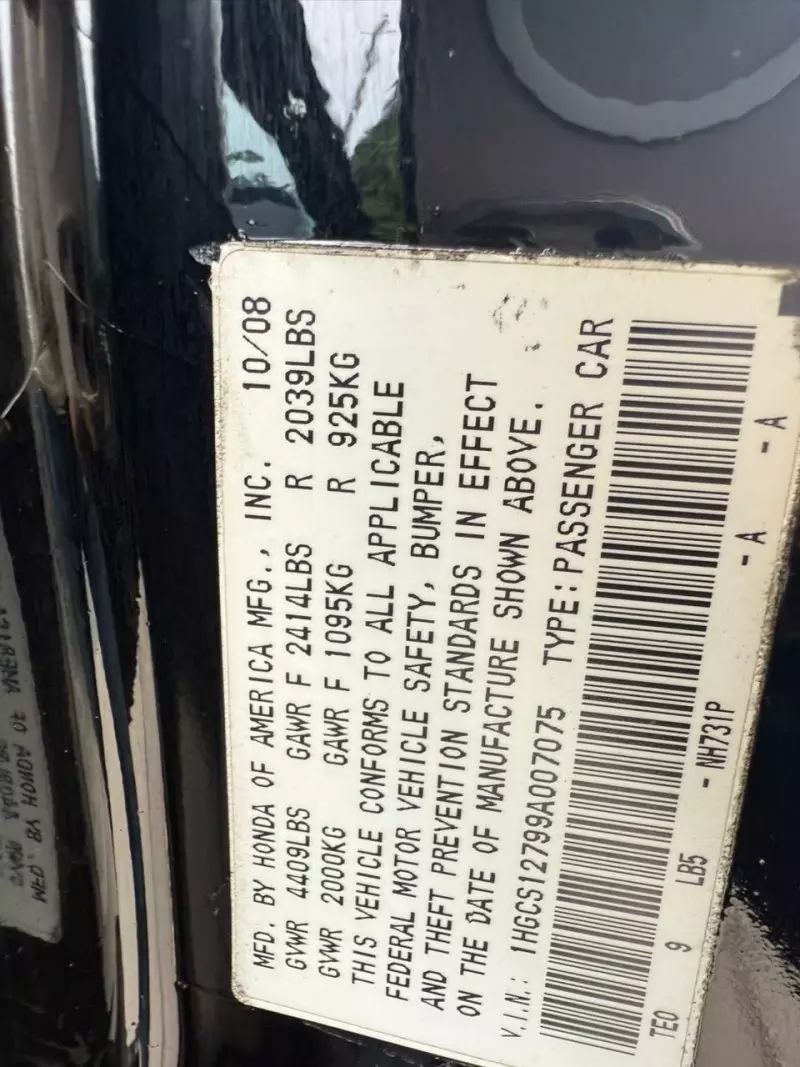 MFD. BY HONDA OF AMERICA MFG., INC. 10/08
GVWR 4409LBS GAWR F 2414LBS R 2039LBS
GVWR 2000KG GAWR F 1095KG R 925KG
THIS VEHICLE CONFORMS TO ALL APPLICABLE
FEDERAL MOTOR VEHICLE SAFETY, BUMPER,
AND THEFT PREVENTION STANDARDS IN EFFECT
ON THE DATE OF MANUFACTURE SHOWN ABOVE.
V.I.N.: 1HGCS12799A007075 TYPE:PASSENGER CAR
TE0 9 LB5 - NH731P - A - A